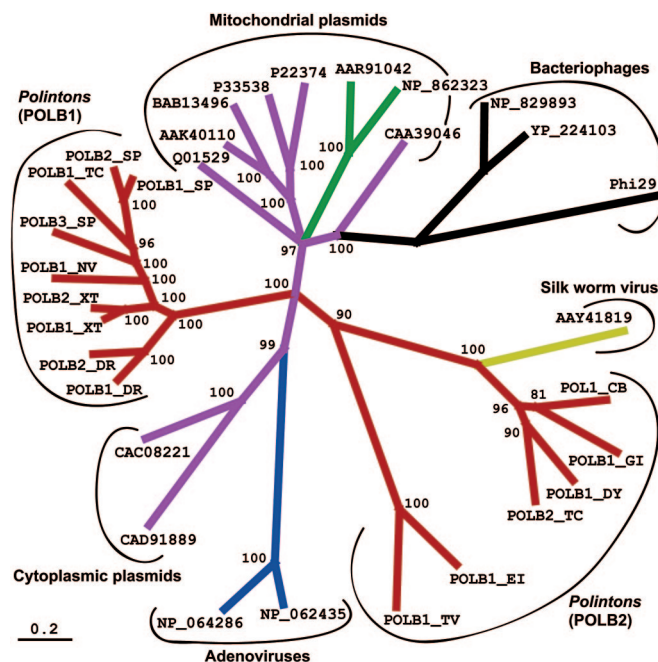 Mitochondrial plasmids
AAR91042
P22374
P33538
NP_862323
BAB13496
Bacteriophages
NP_829893
YP_224103
CAA39046
AAK40110
Q01529
Phi29
100
100
100
100
100
97
Polintons
(POLB1)
POLB2_SP
POLB1_TC
POLB1_SP
100
POLB3_SP
96
100
POLB1_NV
100
POLB2_XT
100
100
POLB1_XT
POLB2_DR
100
POLB1_DR
100
90
99
Silk worm virus
AAY41819
100
POL1_CB
81
96
90
POLB1_GI
POLB1_DY
POLB2_TC
100
CAC08221
CAD91889
Cytoplasmic plasmids
100
POLB1_EI
POLB1_TV
Polintons
(POLB2)
100
NP_064286
NP_062435
Adenoviruses
0.2